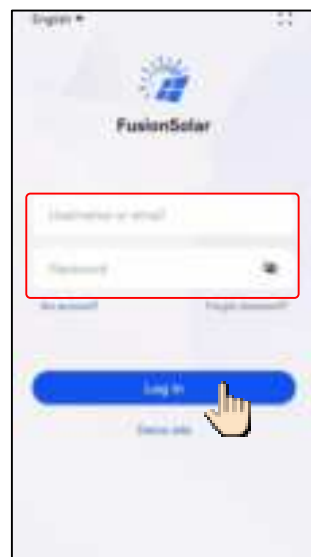 English
FusionSolar
Username or email
Password
No account?
Forgot password?
Log In
Demo site